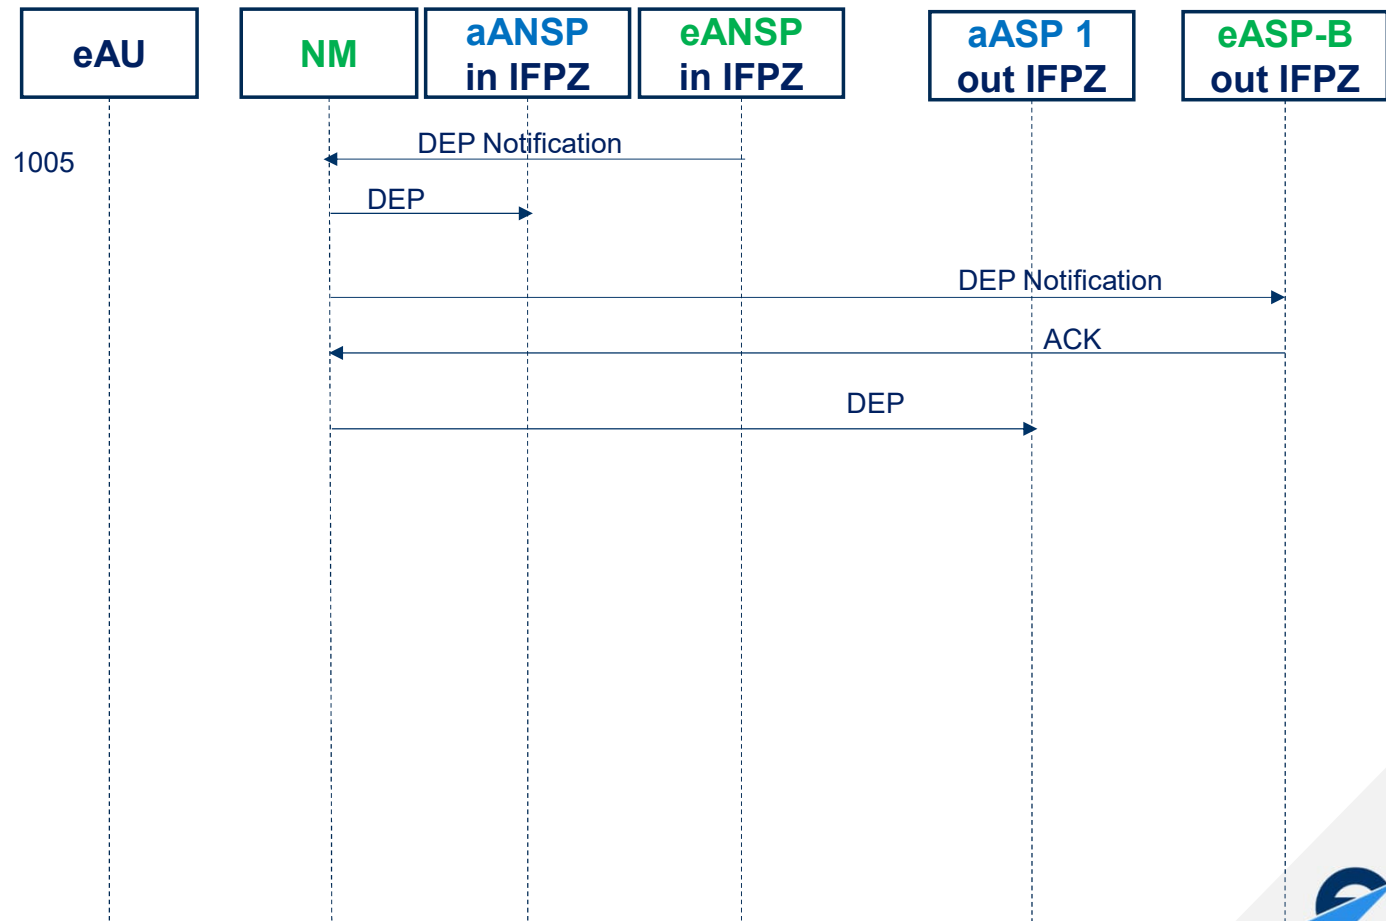 eAU
NM
aANSP
in IFPZ
eANSP
in IFPZ
aASP 1
out IFPZ
eASP-B
out IFPZ
1005
DEP Notification
DEP
DEP Notification
ACK
DEP